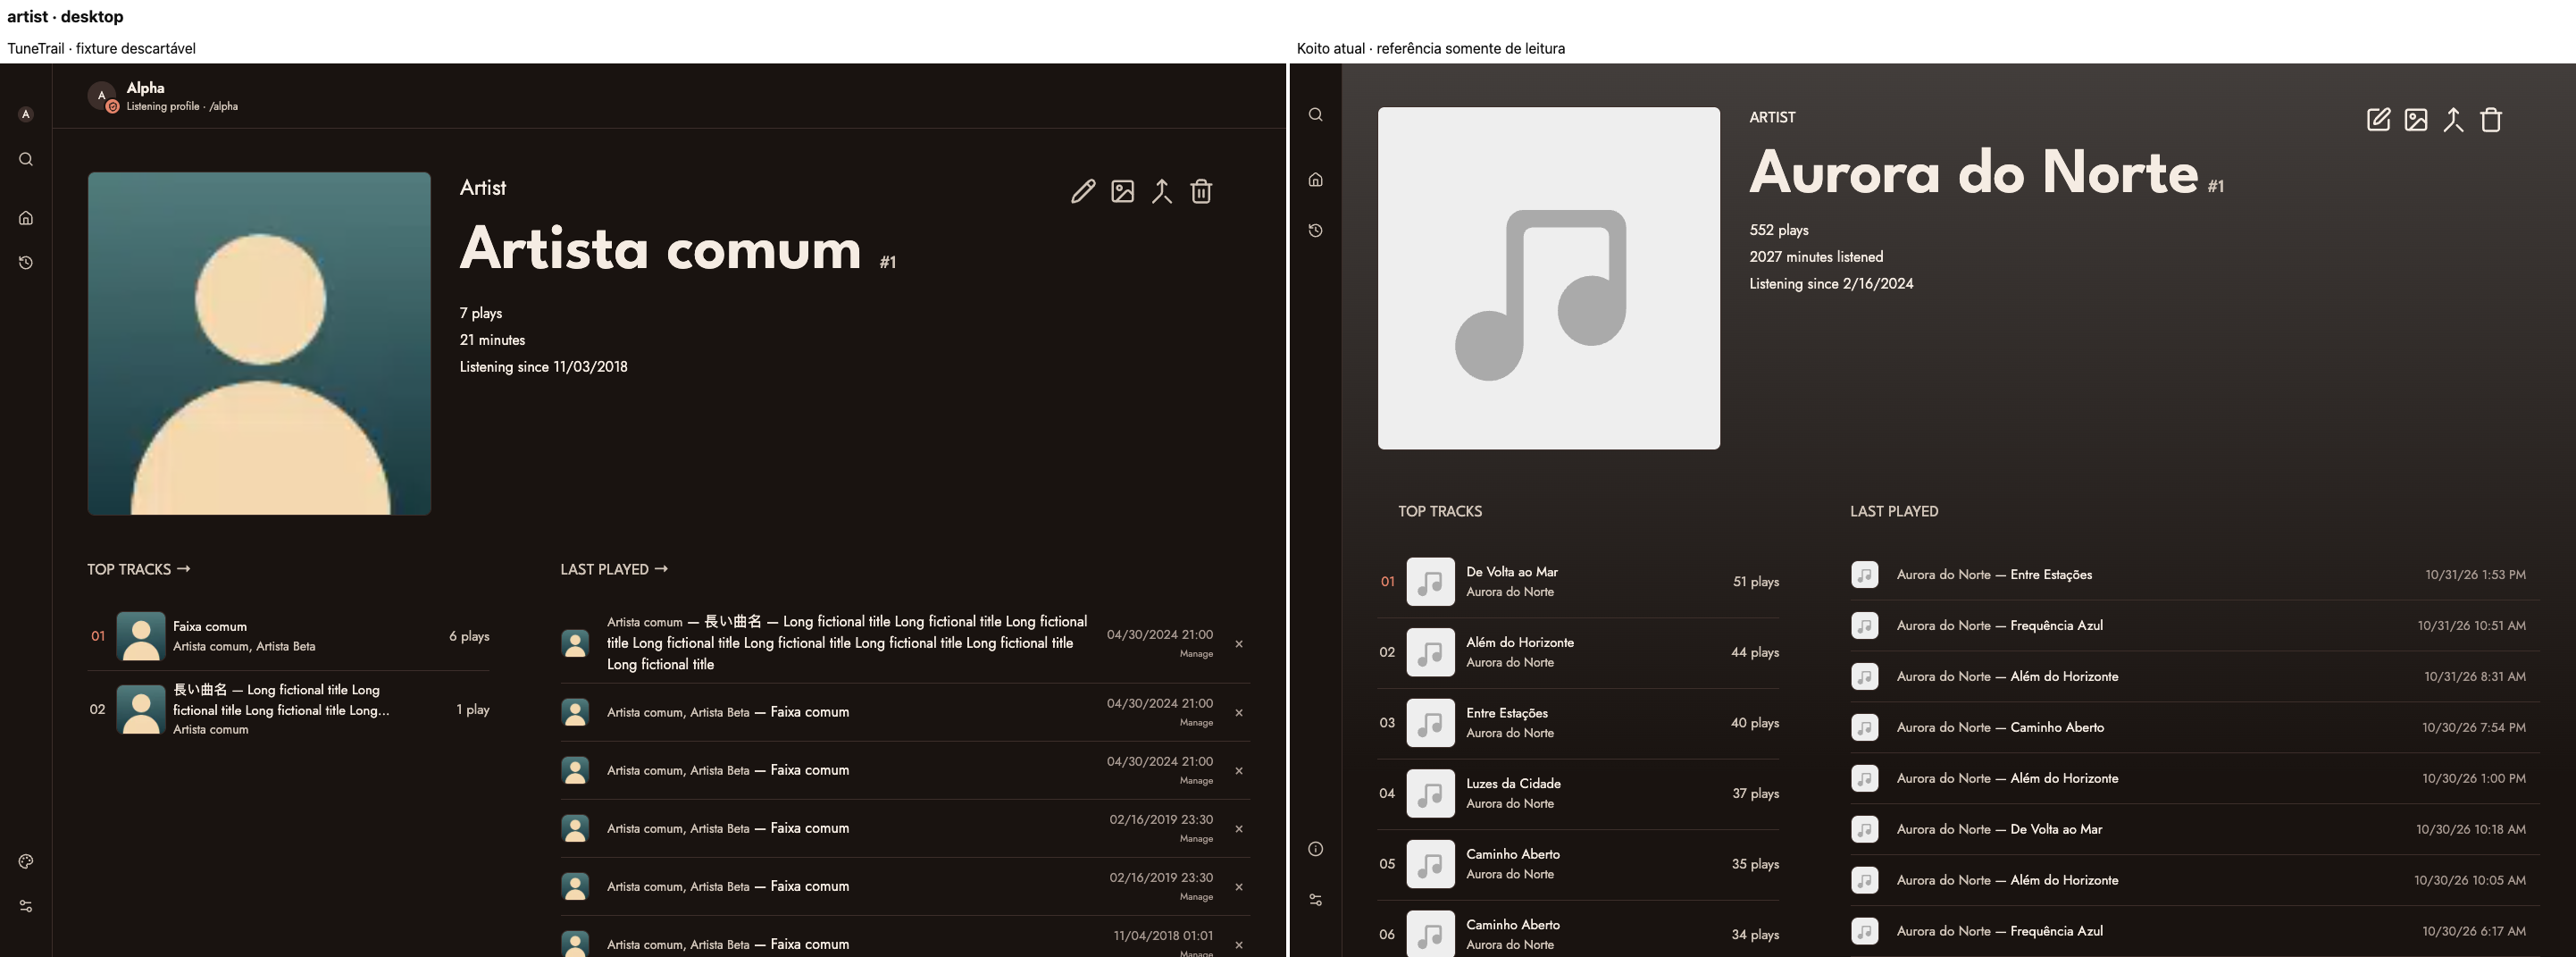 artist · desktop
TuneTrail · fixture descartável
A
A
Alpha
Listening profile · /alpha
Artist
Artista comum #1
7 plays
21 minutes
Listening since 11/03/2018
TOP TRACKS →
01
Faixa comum
Artista comum, Artista Beta
6 plays
02
長い曲名 — Long fictional title Long
fictional title Long fictional title Long...
Artista comum
1 play
LAST PLAYED →
Artista comum — 長い曲名 — Long fictional title Long fictional title Long fictional
title Long fictional title Long fictional title Long fictional title Long fictional title
Long fictional title
04/30/2024 21:00
Manage
×
Artista comum, Artista Beta — Faixa comum
04/30/2024 21:00
Manage
×
Artista comum, Artista Beta — Faixa comum
04/30/2024 21:00
Manage
×
Artista comum, Artista Beta — Faixa comum
02/16/2019 23:30
Manage
×
Artista comum, Artista Beta — Faixa comum
02/16/2019 23:30
Manage
×
Artista comum, Artista Beta — Faixa comum
11/04/2018 01:01
Manage
×
Koito atual · referência somente de leitura
ARTIST
Aurora do Norte #1
552 plays
2027 minutes listened
Listening since 2/16/2024
TOP TRACKS
01
De Volta ao Mar
Aurora do Norte
51 plays
02
Além do Horizonte
Aurora do Norte
44 plays
03
Entre Estações
Aurora do Norte
40 plays
04
Luzes da Cidade
Aurora do Norte
37 plays
05
Caminho Aberto
Aurora do Norte
35 plays
06
Caminho Aberto
Aurora do Norte
34 plays
LAST PLAYED
Aurora do Norte — Entre Estações
10/31/26 1:53 PM
Aurora do Norte — Frequência Azul
10/31/26 10:51 AM
Aurora do Norte — Além do Horizonte
10/31/26 8:31 AM
Aurora do Norte — Caminho Aberto
10/30/26 7:54 PM
Aurora do Norte — Além do Horizonte
10/30/26 1:00 PM
Aurora do Norte — De Volta ao Mar
10/30/26 10:18 AM
Aurora do Norte — Além do Horizonte
10/30/26 10:05 AM
Aurora do Norte — Frequência Azul
10/30/26 6:17 AM